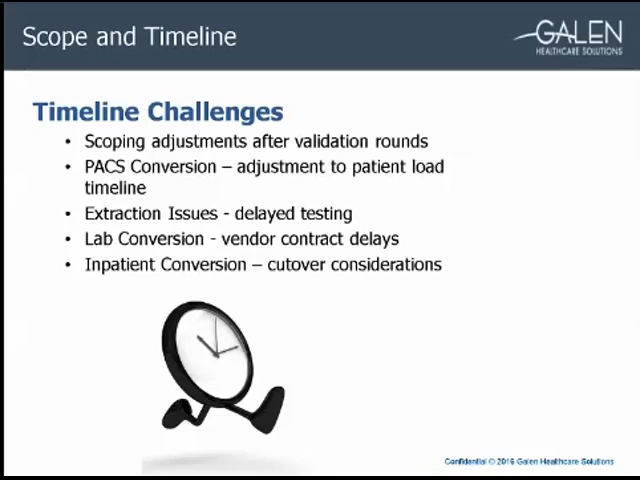 Scope and Timeline
GALEN
HEALTHCARE SOLUTIONS
Timeline Challenges
• Scoping adjustments after validation rounds
• PACS Conversion – adjustment to patient load
timeline
• Extraction Issues - delayed testing
• Lab Conversion - vendor contract delays
• Inpatient Conversion – cutover considerations
Confidential © 2016 Galen Healthcare Solutions